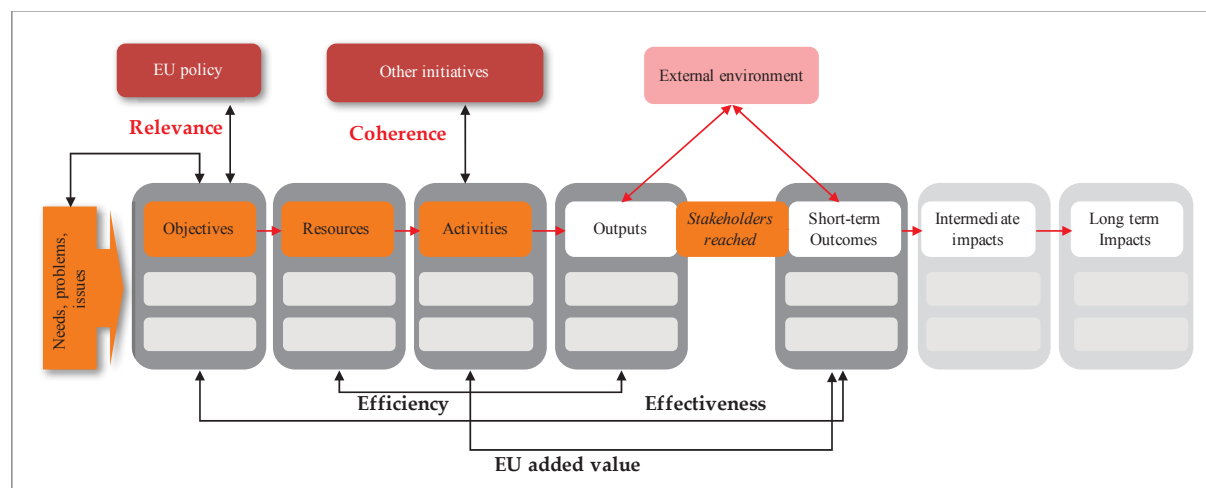 EU policy
Other initiatives
External environment
Relevance
Coherence
Needs, problems,
issues
Objectives
Resources
Activities
Outputs
Stakeholders
reached
Short-term
Outcomes
Intermediate
impacts
Long term
Impacts
Efficiency
Effectiveness
EU added value